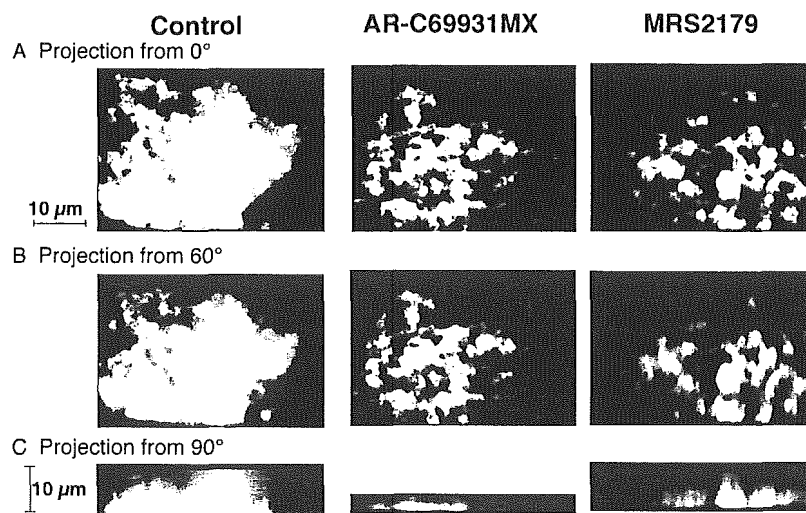 Control AR-C69931MX MRS2179
A Projection from 0°
10 µm
B Projection from 60°
C Projection from 90°
10 µm